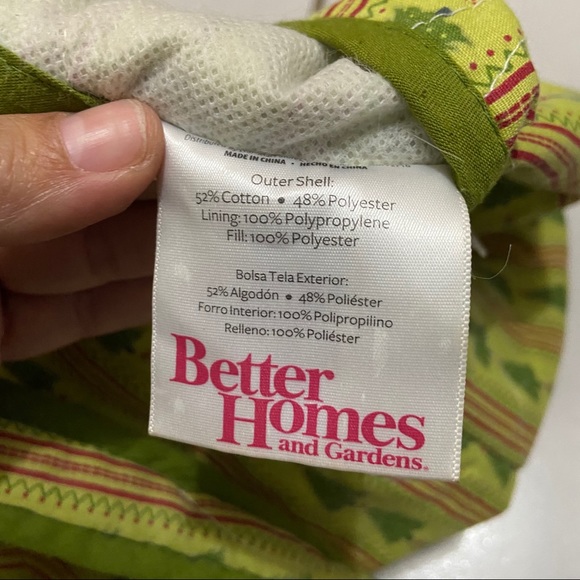 MADE IN CHINA • HECHO EN CHINA
Outer Shell:
52% Cotton • 48% Polyester
Lining: 100% Polypropylene
Fill: 100% Polyester
Bolsa Tela Exterior:
52% Algodón • 48% Poliéster
Forro Interior: 100% Polipropilino
Relleno: 100% Poliéster
Better
Homes
and Gardens®